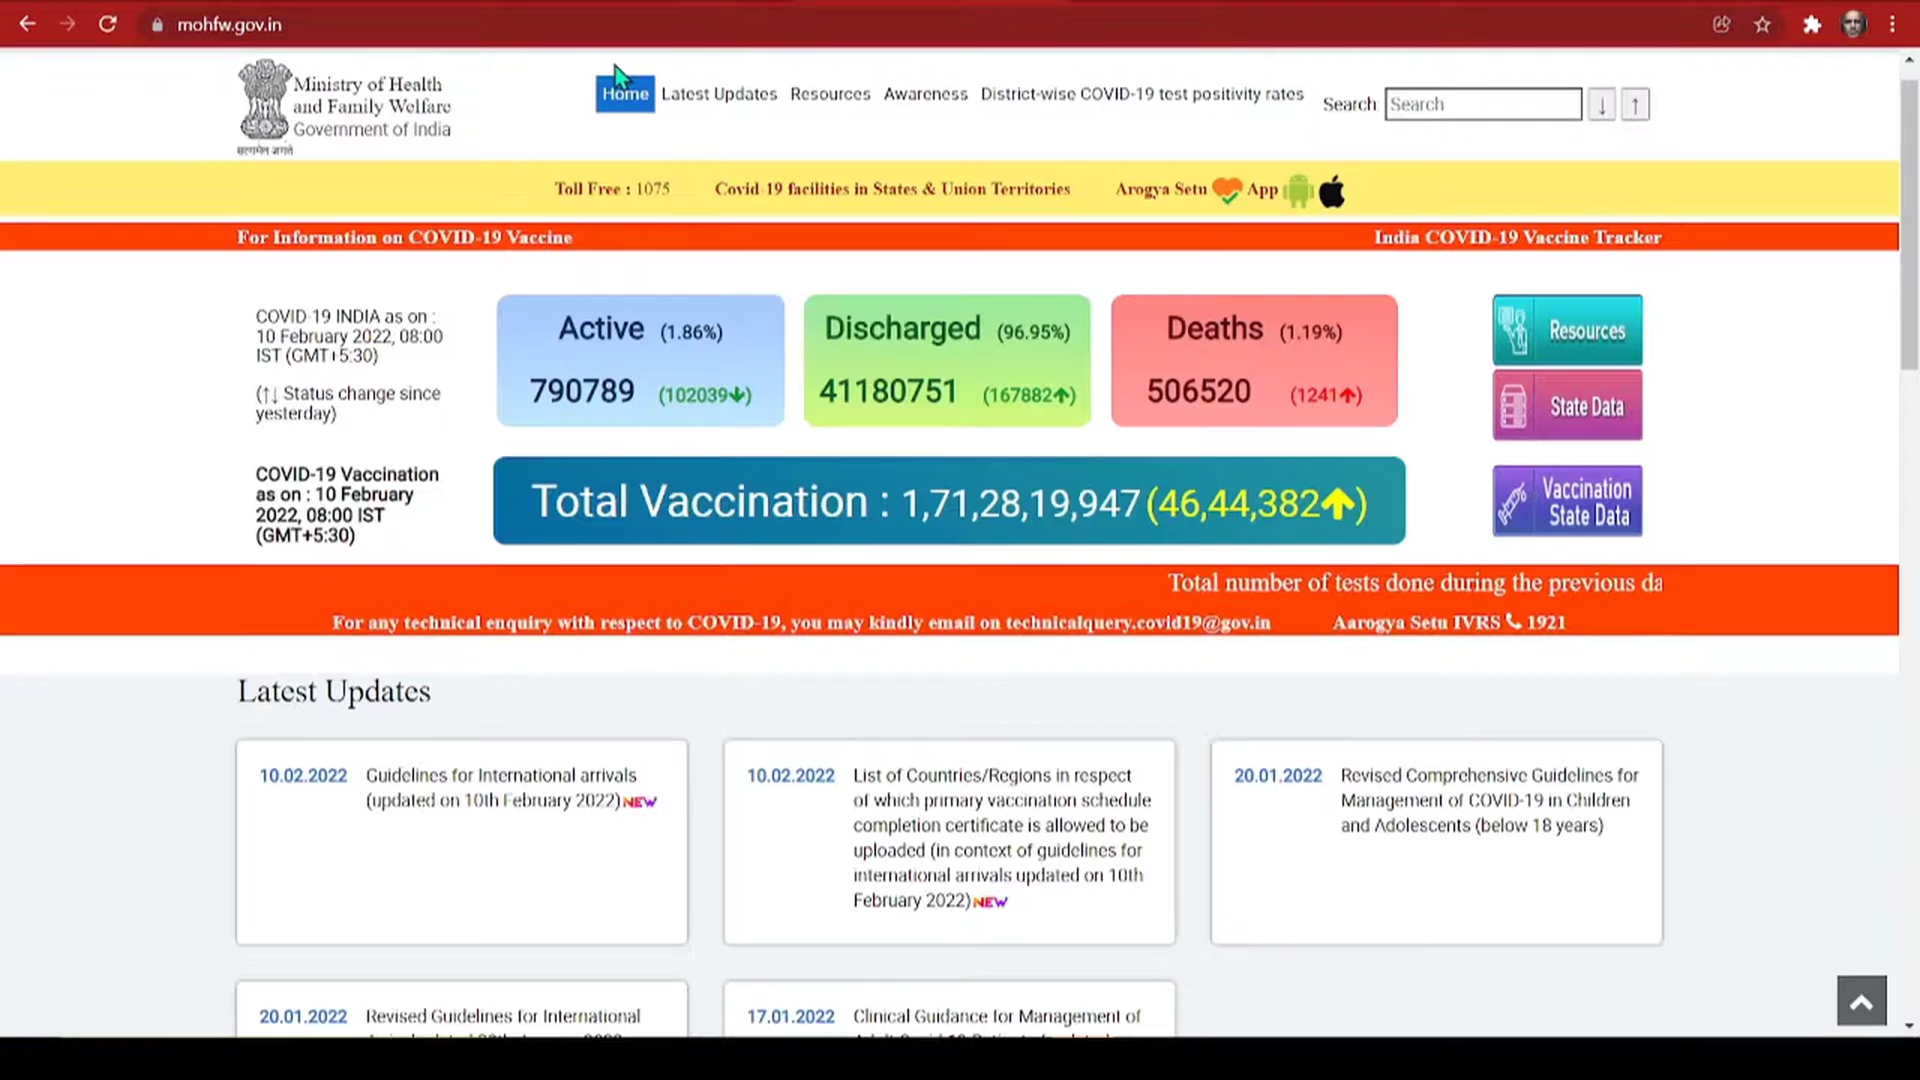 mohfw.gov.in
Ministry of Health
and Family Welfare
Government of India
सत्यमेव जयते
Home Latest Updates Resources Awareness District-wise COVID-19 test positivity rates
Search: Search ↓ ↑
Toll Free : 1075 Covid-19 facilities in States & Union Territories Arogya Setu App
For Information on COVID-19 Vaccine India COVID-19 Vaccine Tracker
COVID-19 INDIA as on :
10 February 2022, 08:00
IST (GMT+5:30)
(↑↓ Status change since
yesterday)
Active (1.86%)
790789 (102039↓)
Discharged (96.95%)
41180751 (167882↑)
Deaths (1.19%)
506520 (1241↑)
Resources
State Data
COVID-19 Vaccination
as on : 10 February
2022, 08:00 IST
(GMT+5:30)
Total Vaccination : 1,71,28,19,947 (46,44,382↑)
Vaccination
State Data
Total number of tests done during the previous da
For any technical enquiry with respect to COVID-19, you may kindly email on technicalquery.covid19@gov.in Aarogya Setu IVRS 1921
Latest Updates
10.02.2022 Guidelines for International arrivals
(updated on 10th February 2022) NEW
10.02.2022 List of Countries/Regions in respect
of which primary vaccination schedule
completion certificate is allowed to be
uploaded (in context of guidelines for
international arrivals updated on 10th
February 2022) NEW
20.01.2022 Revised Comprehensive Guidelines for
Management of COVID-19 in Children
and Adolescents (below 18 years)
20.01.2022 Revised Guidelines for International
17.01.2022 Clinical Guidance for Management of